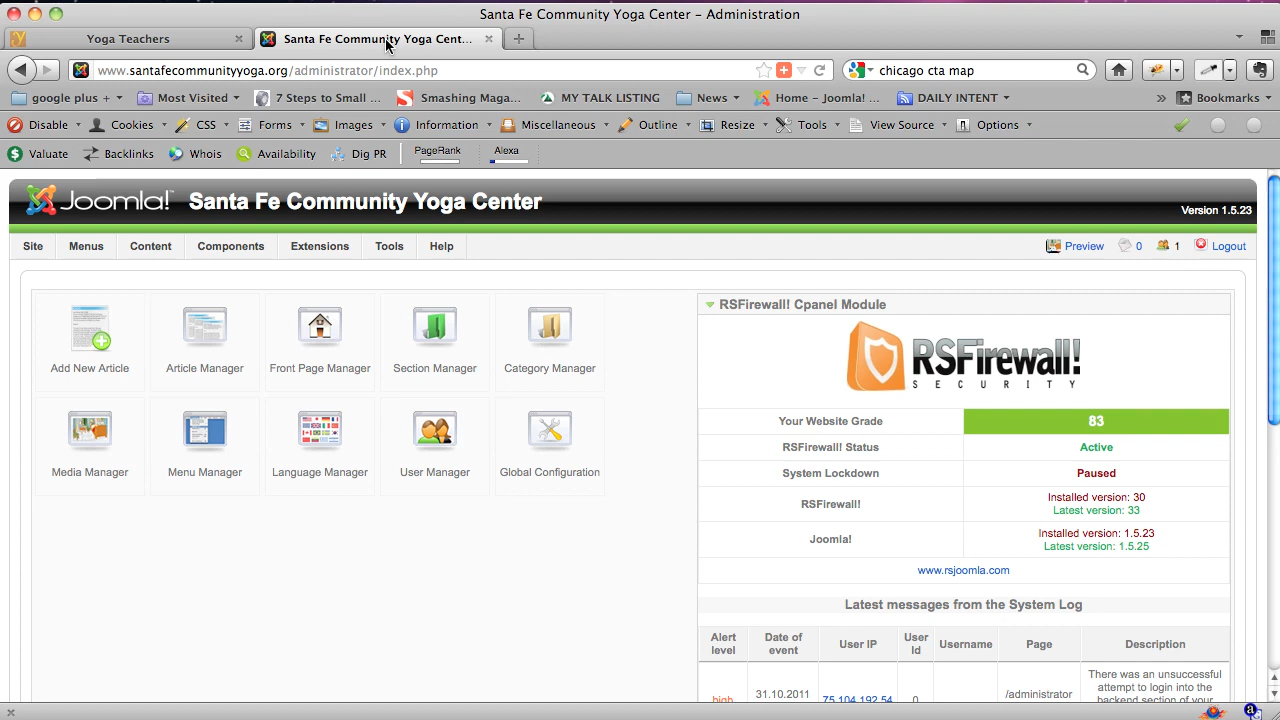 Santa Fe Community Yoga Center – Administration
Yoga Teachers
Santa Fe Community Yoga Cent...
www.santafecommunityyoga.org/administrator/index.php
chicago cta map
google plus +
Most Visited
7 Steps to Small ...
Smashing Maga...
MY TALK LISTING
News
Home – Joomla! ...
DAILY INTENT
Bookmarks
Disable
Cookies
CSS
Forms
Images
Information
Miscellaneous
Outline
Resize
Tools
View Source
Options
Valuate
Backlinks
Whois
Availability
Dig PR
PageRank
Alexa
Joomla!
Santa Fe Community Yoga Center
Version 1.5.23
Site
Menus
Content
Components
Extensions
Tools
Help
Preview
0
1
Logout
Add New Article
Article Manager
Front Page Manager
Section Manager
Category Manager
Media Manager
Menu Manager
Language Manager
User Manager
Global Configuration
RSFirewall! Cpanel Module
RSFirewall!
SECURITY
Your Website Grade
83
RSFirewall! Status
Active
System Lockdown
Paused
RSFirewall!
Installed version: 30
Latest version: 33
Joomla!
Installed version: 1.5.23
Latest version: 1.5.25
www.rsjoomla.com
Latest messages from the System Log
Alert level
Date of event
User IP
User Id
Username
Page
Description
high
31.10.2011
75.104.192.54
0
/administrator
There was an unsuccessful
attempt to login into the
backend section of your